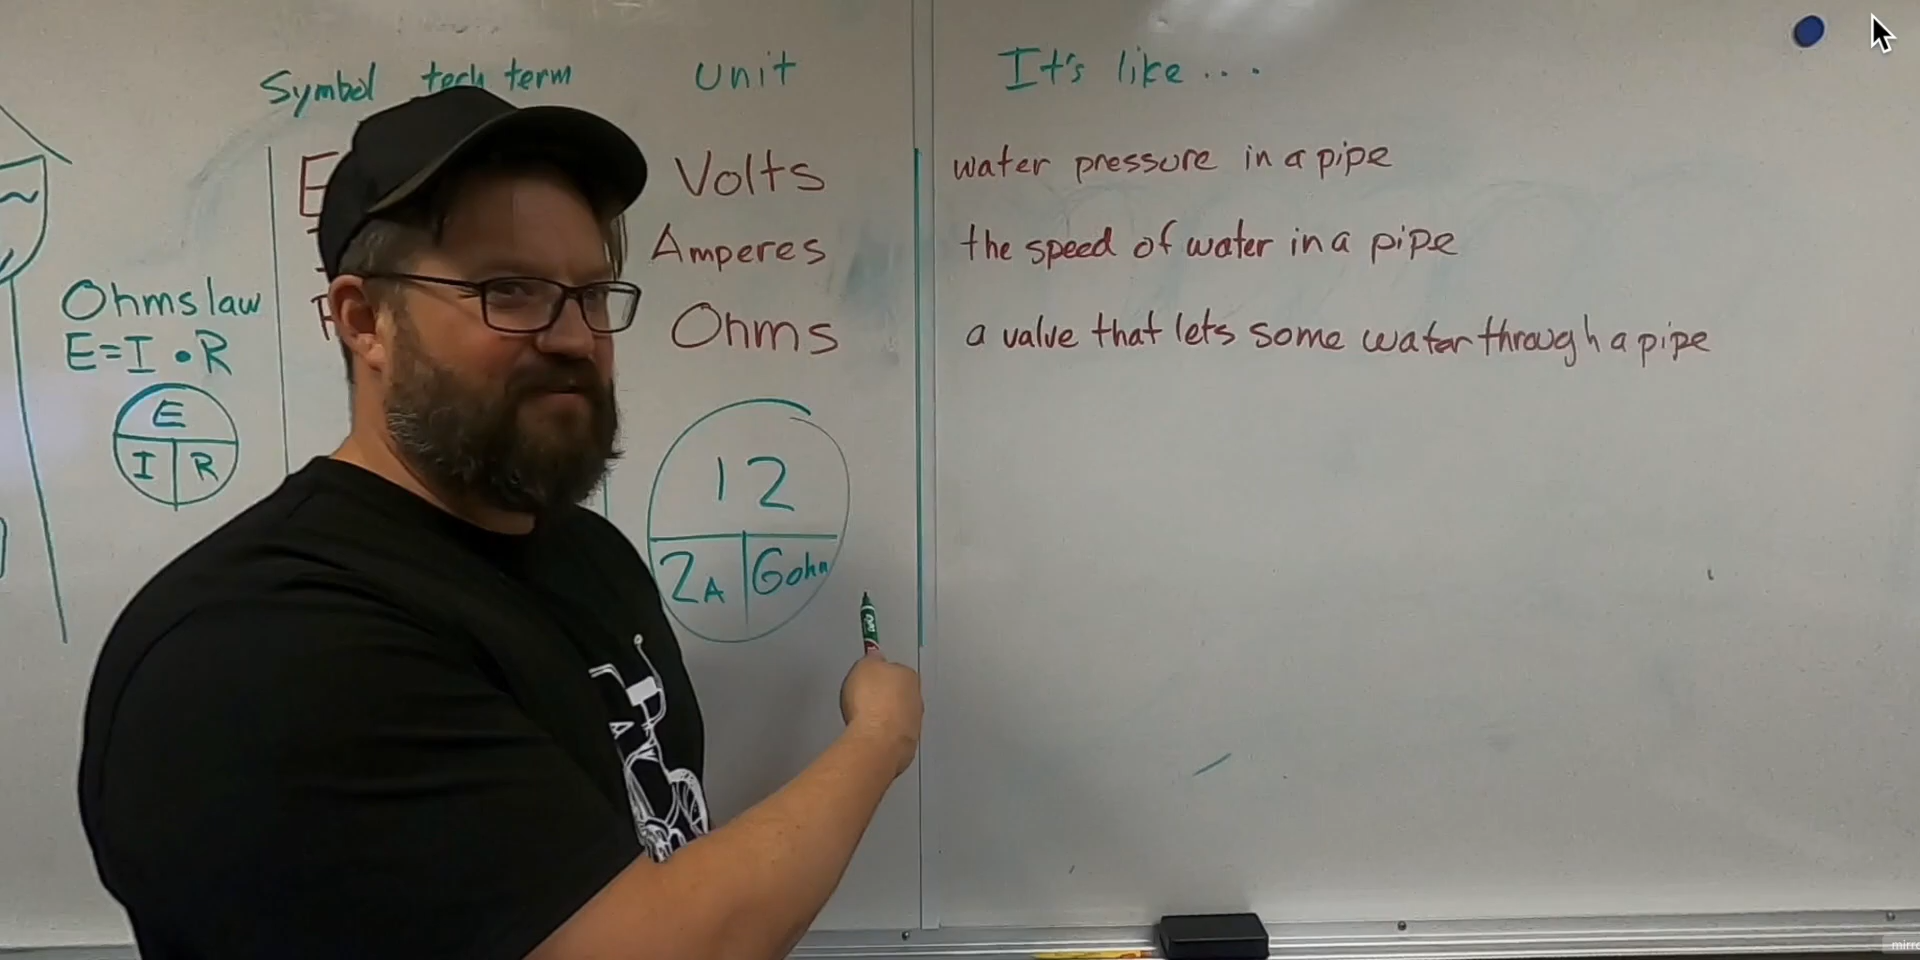 Symbol tech term unit It's like ....
E Volts water pressure in a pipe
Amperes the speed of water in a pipe
Ohms a valve that lets some water through a pipe
Ohms law
E=I•R
E
I R
12
2A 6ohm